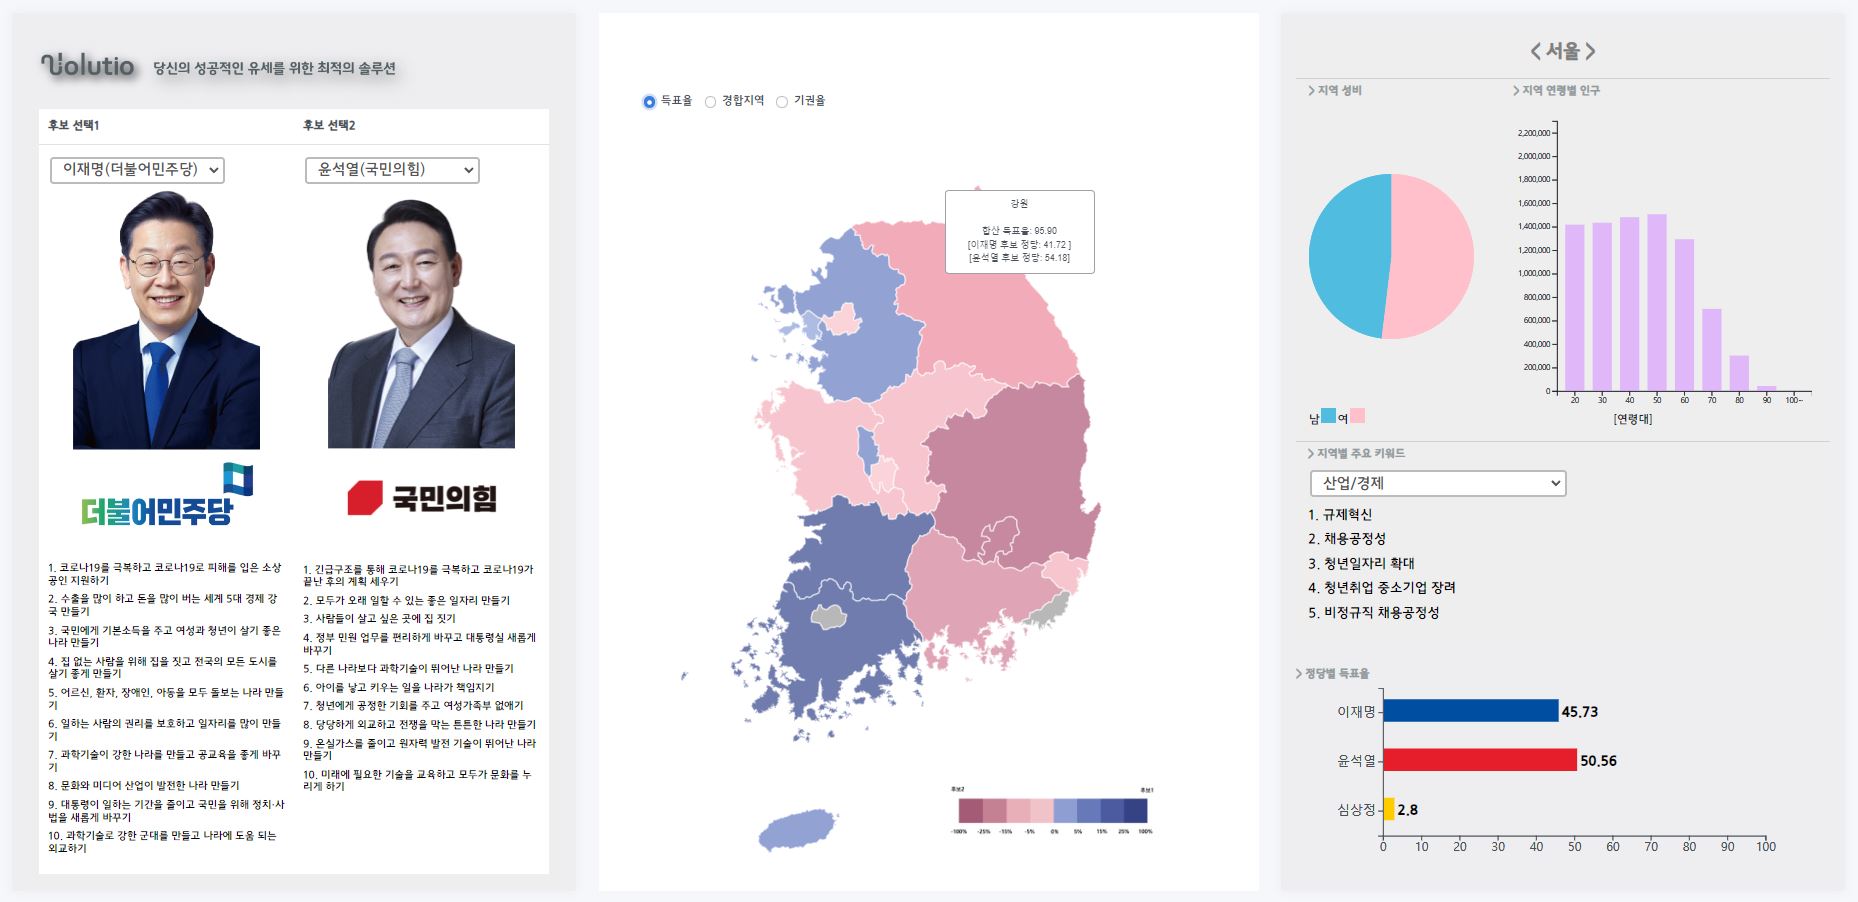 Volutio 당신의 성공적인 유세를 위한 최적의 솔루션
후보 선택1
후보 선택2
이재명(더불어민주당)
윤석열(국민의힘)
더불어민주당
국민의힘
1. 코로나19를 극복하고 코로나19로 피해를 입은 소상
공인 지원하기
2. 수출을 많이 하고 돈을 많이 버는 세계 5대 경제 강
국 만들기
3. 국민에게 기본소득을 주고 여성과 청년이 살기 좋은
나라 만들기
4. 집 없는 사람을 위해 집을 짓고 전국의 모든 도시를
살기 좋게 만들기
5. 어르신, 환자, 장애인, 아동을 모두 돌보는 나라 만들
기
6. 일하는 사람의 권리를 보호하고 일자리를 많이 만들
기
7. 과학기술이 강한 나라를 만들고 공교육을 좋게 바꾸
기
8. 문화와 미디어 산업이 발전한 나라 만들기
9. 대통령이 일하는 기간을 줄이고 국민을 위해 정치·사
법을 새롭게 바꾸기
10. 과학기술로 강한 군대를 만들고 나라에 도움 되는
외교하기
1. 긴급구조를 통해 코로나19를 극복하고 코로나19가
끝난 후의 계획 세우기
2. 모두가 오래 일할 수 있는 좋은 일자리 만들기
3. 사람들이 살고 싶은 곳에 집 짓기
4. 정부 민원 업무를 편리하게 바꾸고 대통령실 새롭게
바꾸기
5. 다른 나라보다 과학기술이 뛰어난 나라 만들기
6. 아이를 낳고 키우는 일을 나라가 책임지기
7. 청년에게 공정한 기회를 주고 여성가족부 없애기
8. 당당하게 외교하고 전쟁을 막는 튼튼한 나라 만들기
9. 온실가스를 줄이고 원자력 발전 기술이 뛰어난 나라
만들기
10. 미래에 필요한 기술을 교육하고 모두가 문화를 누
리게 하기
득표율 경합지역 기권율
강원
합산 득표율: 95.90
[이재명 후보 정당: 41.72 ]
[윤석열 후보 정당: 54.18]
후보2 후보1
-100% -25% -15% -5% 0% 5% 15% 25% 100%
< 서울 >
> 지역 성비
남 여
> 지역 연령별 인구
2,200,000
2,000,000
1,800,000
1,600,000
1,400,000
1,200,000
1,000,000
800,000
600,000
400,000
200,000
0
20 30 40 50 60 70 80 90 100~
[연령대]
> 지역별 주요 키워드
산업/경제
1. 규제혁신
2. 채용공정성
3. 청년일자리 확대
4. 청년취업 중소기업 장려
5. 비정규직 채용공정성
> 정당별 득표율
이재명 45.73
윤석열 50.56
심상정 2.8
0 10 20 30 40 50 60 70 80 90 100